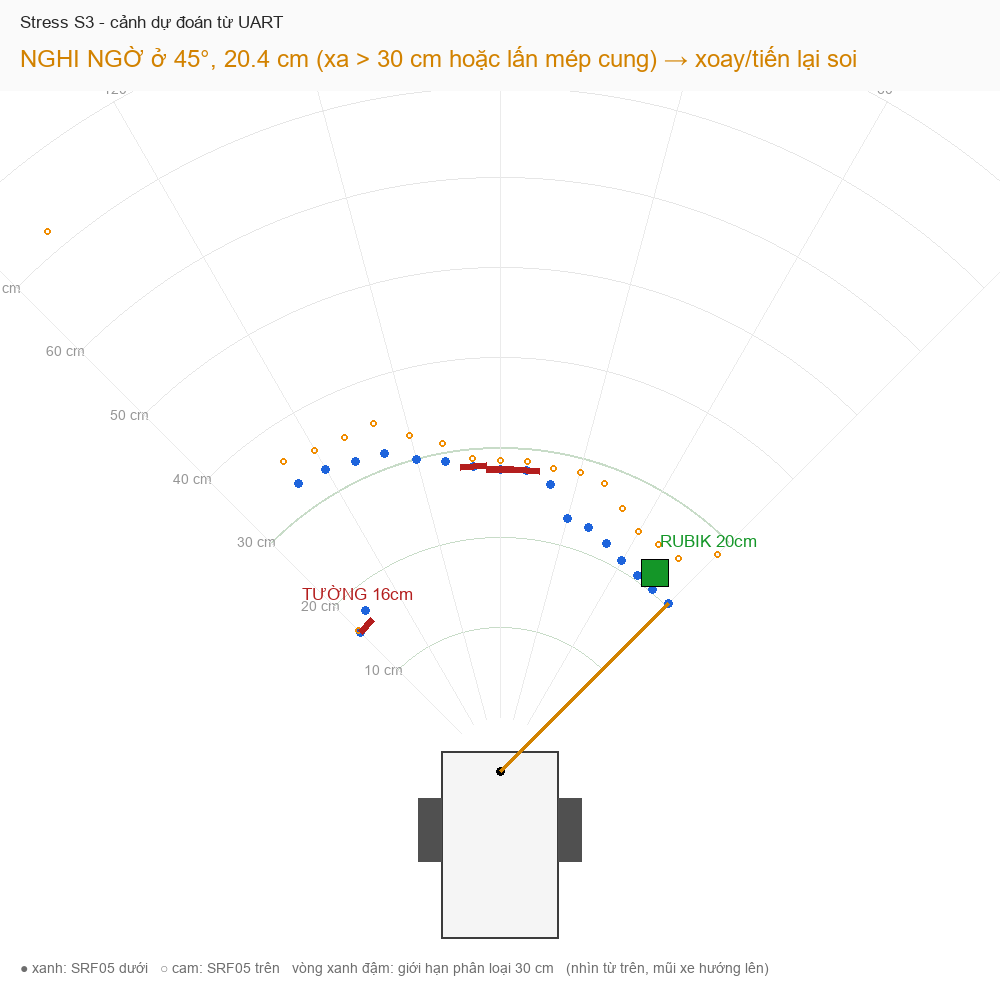 Stress S3 - cảnh dự đoán từ UART
NGHI NGỜ ở 45°, 20.4 cm (xa > 30 cm hoặc lấn mép cung) → xoay/tiến lại soi
cm
60 cm
50 cm
40 cm
30 cm
RUBIK 20cm
TƯỜNG 16cm
20 cm
10 cm
● xanh: SRF05 dưới ○ cam: SRF05 trên vòng xanh đậm: giới hạn phân loại 30 cm (nhìn từ trên, mũi xe hướng lên)